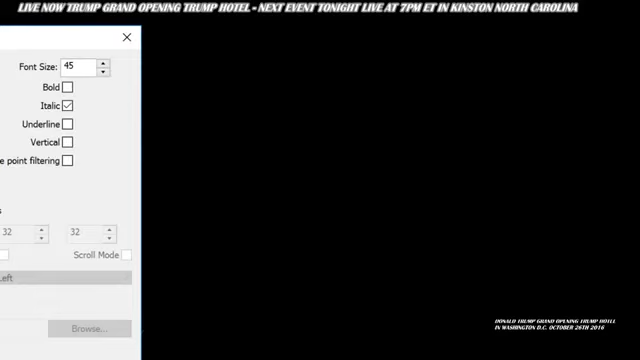 LIVE NOW TRUMP GRAND OPENING TRUMP HOTEL - NEXT EVENT TONIGHT LIVE AT 7PM ET IN KINSTON NORTH CAROLINA
Font Size: 45
Bold
Italic
Underline
Vertical
e point filtering
s
32 32
Scroll Mode
Left
Browse...
DONALD TRUMP GRAND OPENING TRUMP HOTEL
IN WASHINGTON D.C. OCTOBER 26TH 2016